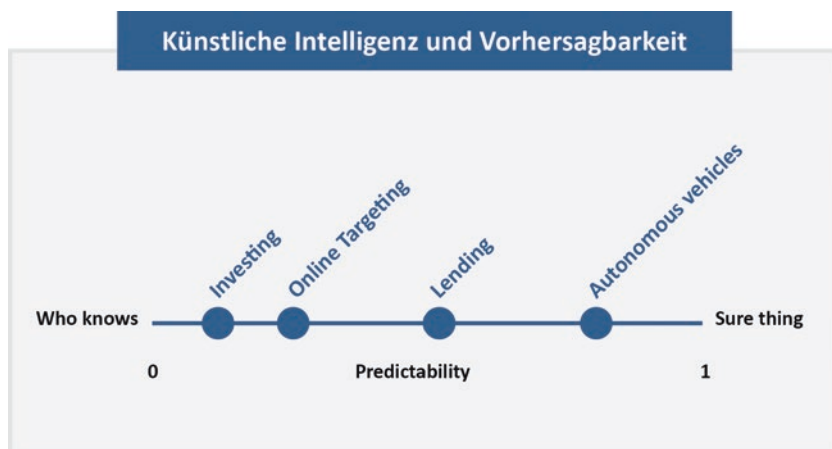 Künstliche Intelligenz und Vorhersagbarkeit
Investing
Online Targeting
Lending
Autonomous vehicles
Who knows
Sure thing
0
Predictability
1